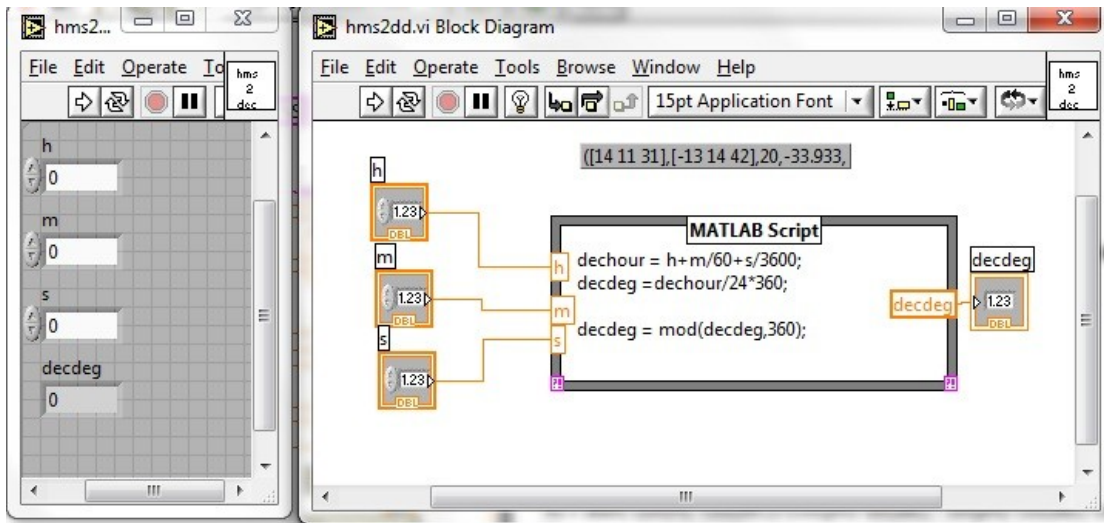 hms2...
File Edit Operate To
hms
2
dec
h
0
m
0
s
0
decdeg
0
hms2dd.vi Block Diagram
File Edit Operate Tools Browse Window Help
15pt Application Font
hms
2
dec
([14 11 31],[-13 14 42],20,-33.933,
h
1.23
DBL
m
1.23
DBL
s
1.23
DBL
MATLAB Script
h
m
s
dechour = h+m/60+s/3600;
decdeg =dechour/24*360;
decdeg = mod(decdeg,360);
decdeg
?!
?!
decdeg
1.23
DBL